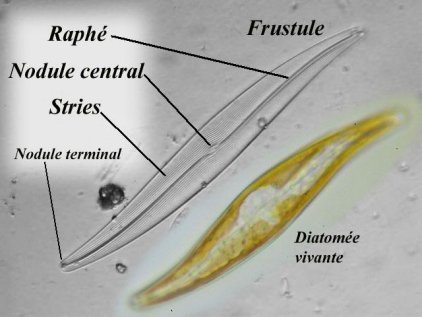 Raphé
Frustule
Nodule central
Stries
Nodule terminal
Diatomée
vivante